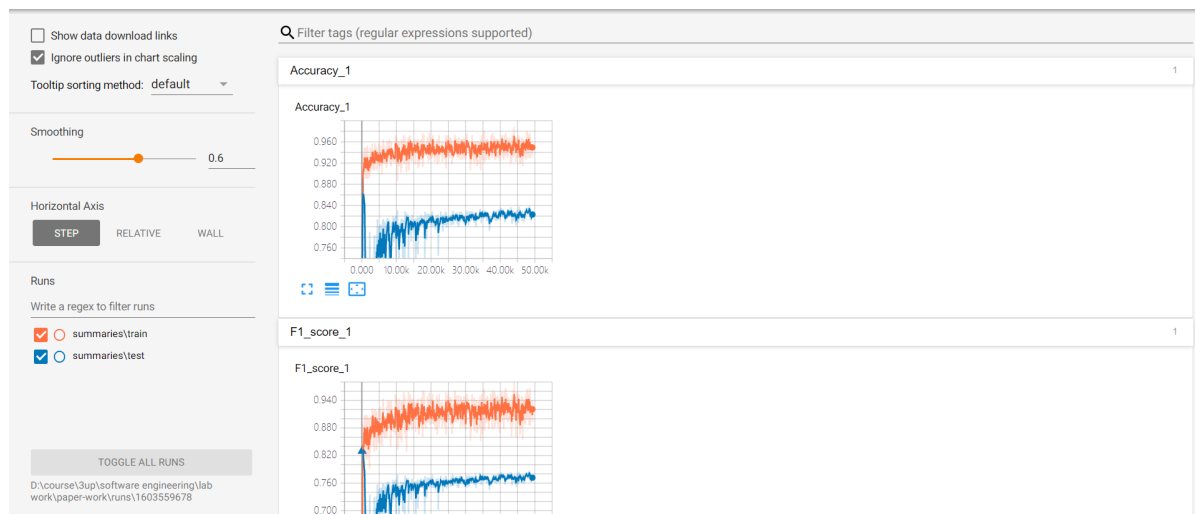 Show data download links
Ignore outliers in chart scaling
Tooltip sorting method: default
Smoothing
0.6
Horizontal Axis
STEP RELATIVE WALL
Runs
Write a regex to filter runs
summaries\train
summaries\test
TOGGLE ALL RUNS
D:\course\3up\software engineering\lab
work\paper-work\runs\1603559678
Filter tags (regular expressions supported)
Accuracy_1 1
Accuracy_1
0.960
0.920
0.880
0.840
0.800
0.760
0.000 10.00k 20.00k 30.00k 40.00k 50.00k
F1_score_1 1
F1_score_1
0.940
0.880
0.820
0.760
0.700